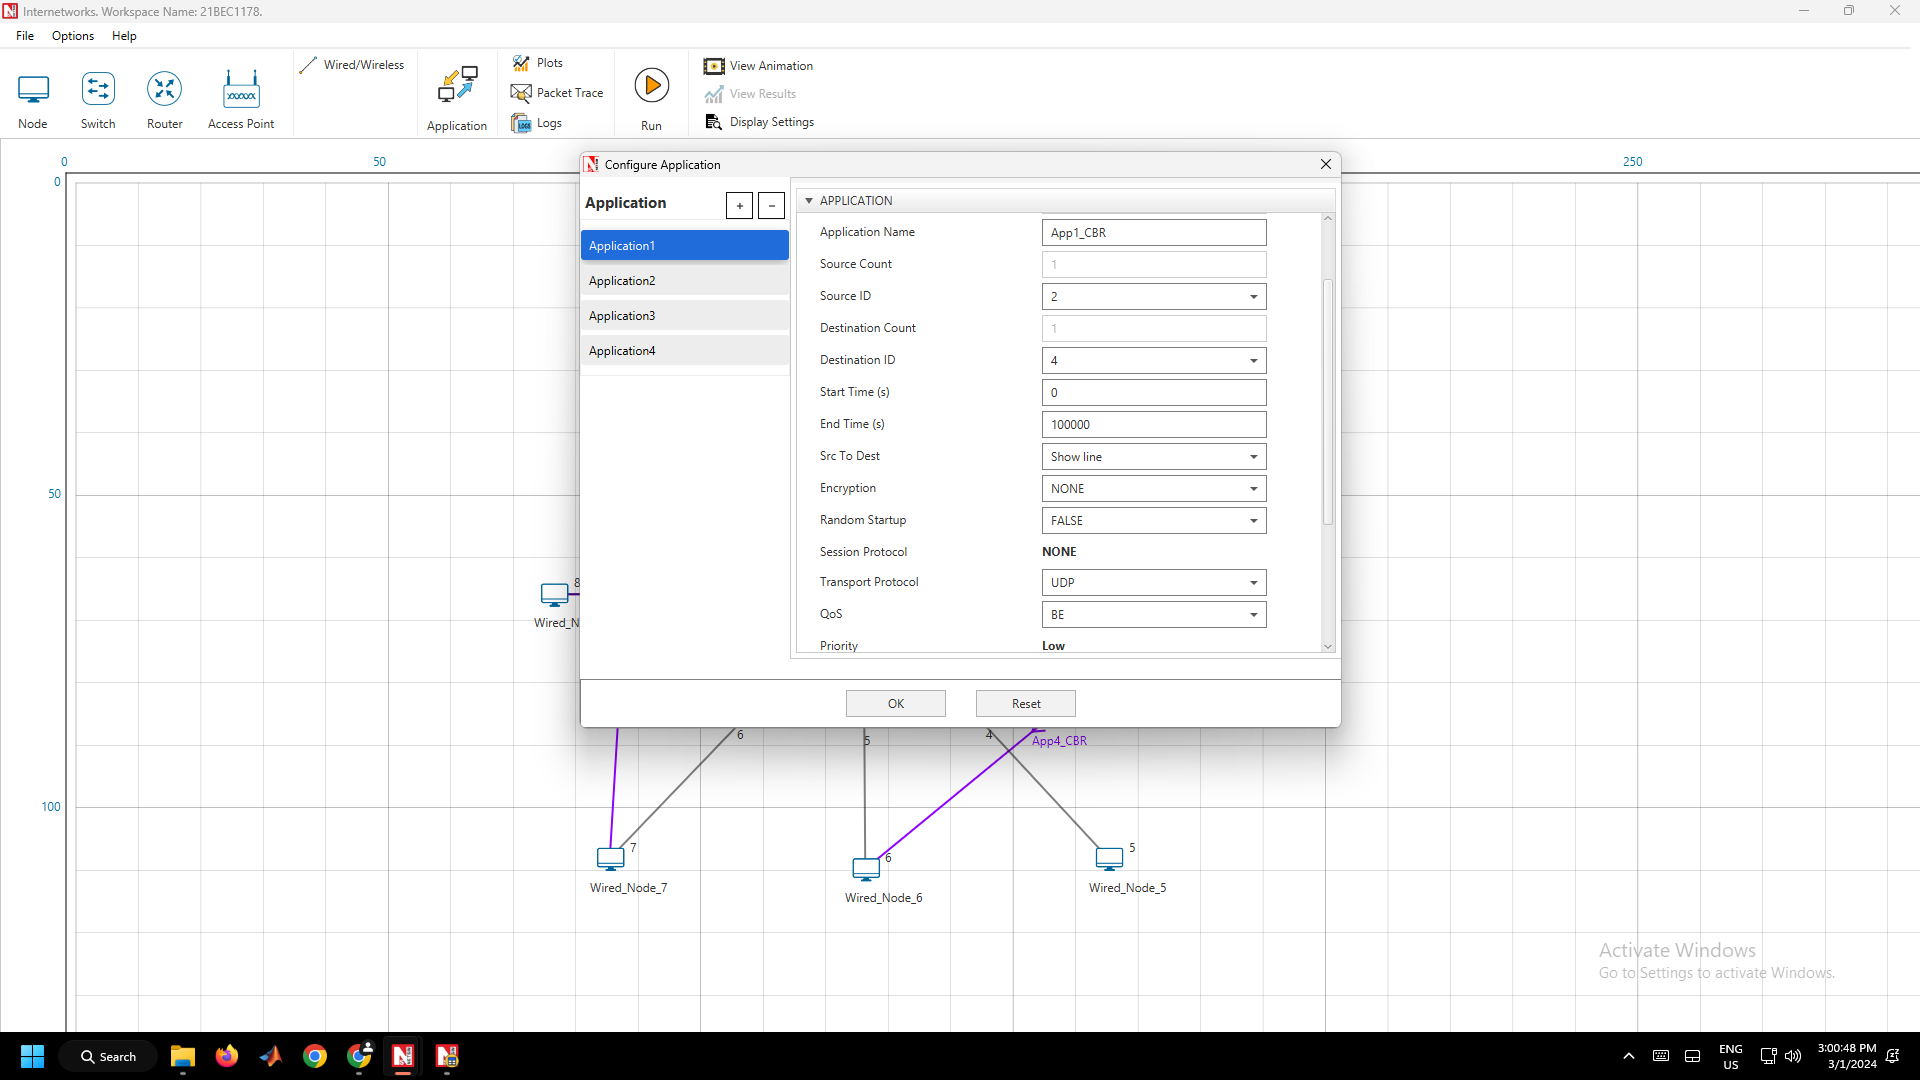 Internetworks. Workspace Name: 21BEC1178.
File Options Help
Node
Switch
Router
Access Point
Wired/Wireless
Application
Plots
Packet Trace
Logs
Run
View Animation
View Results
Display Settings
0 50 250
0
50
100
Configure Application
Application + -
Application1
Application2
Application3
Application4
APPLICATION
Application Name App1_CBR
Source Count 1
Source ID 2
Destination Count 1
Destination ID 4
Start Time (s) 0
End Time (s) 100000
Src To Dest Show line
Encryption NONE
Random Startup FALSE
Session Protocol NONE
Transport Protocol UDP
QoS BE
Priority Low
OK Reset
8
Wired_N
6
5
4
App4_CBR
7
Wired_Node_7
6
Wired_Node_6
5
Wired_Node_5
Activate Windows
Go to Settings to activate Windows.
Search
ENG
US
3:00:48 PM
3/1/2024